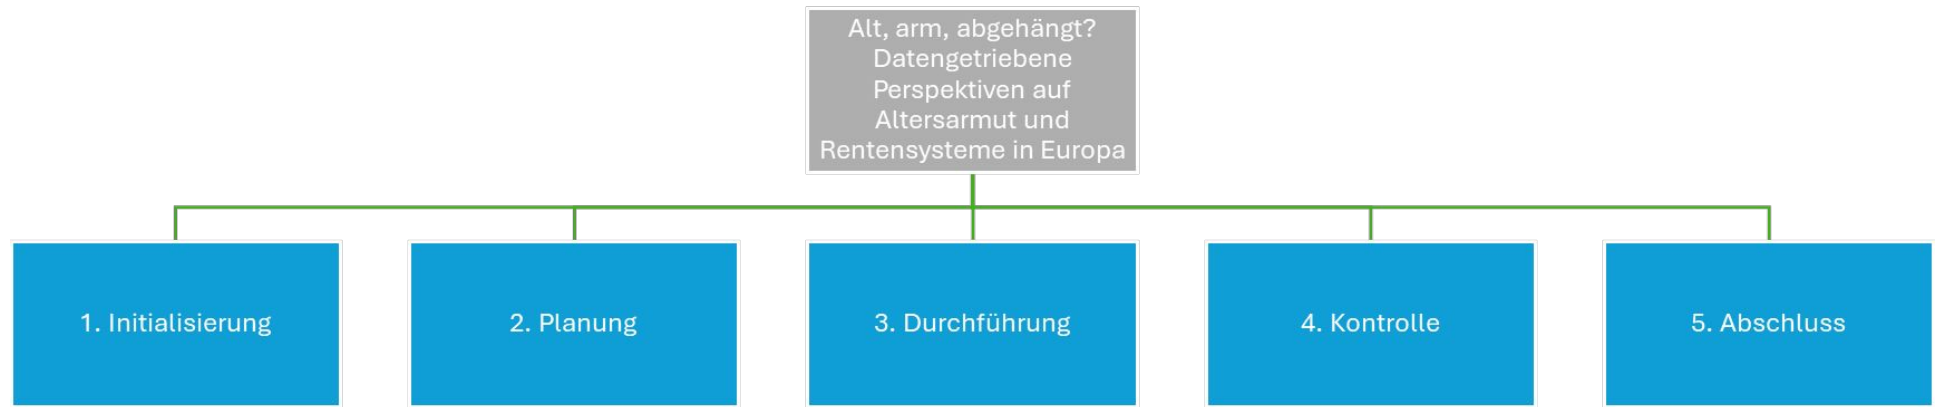 Alt, arm, abgehängt?
Datengetriebene
Perspektiven auf
Altersarmut und
Rentensysteme in Europa
1. Initialisierung
2. Planung
3. Durchführung
4. Kontrolle
5. Abschluss